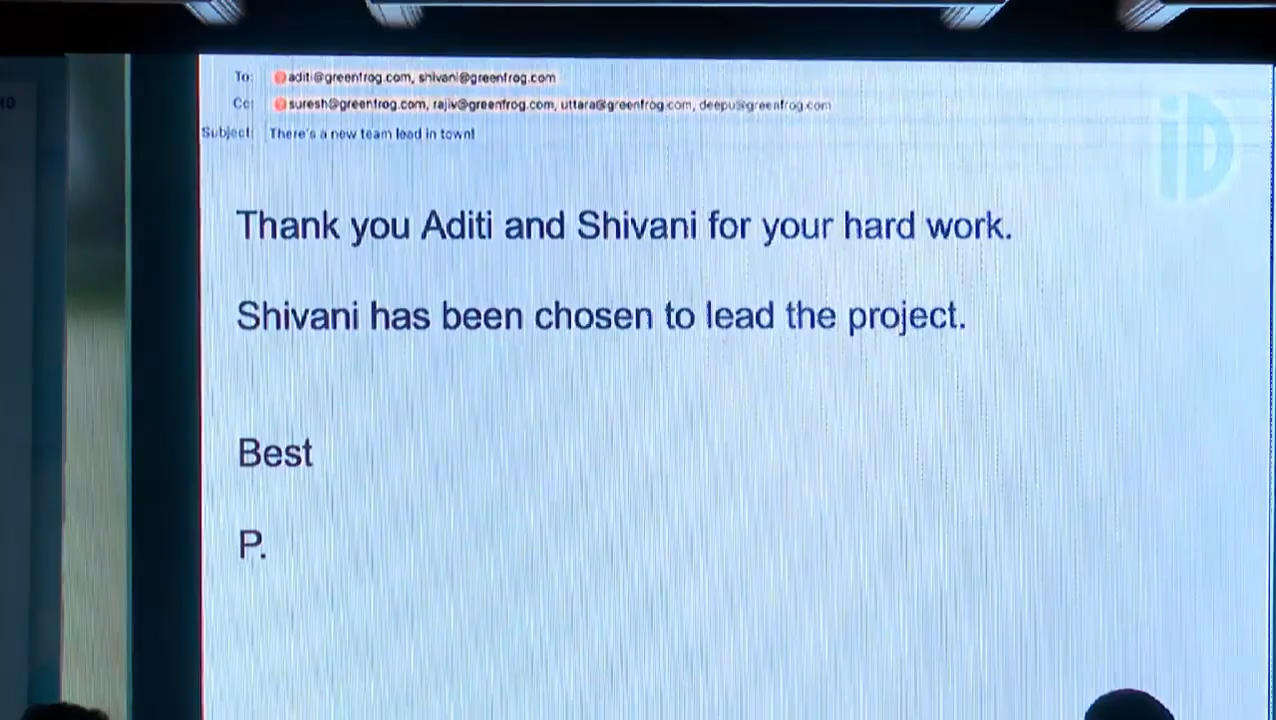 To: aditi@greenfrog.com, shivani@greenfrog.com
Cc: suresh@greenfrog.com, rajiv@greenfrog.com, uttara@greenfrog.com, deepu@greenfrog.com
Subject: There's a new team lead in town!
iD
Thank you Aditi and Shivani for your hard work.
Shivani has been chosen to lead the project.
Best
P.